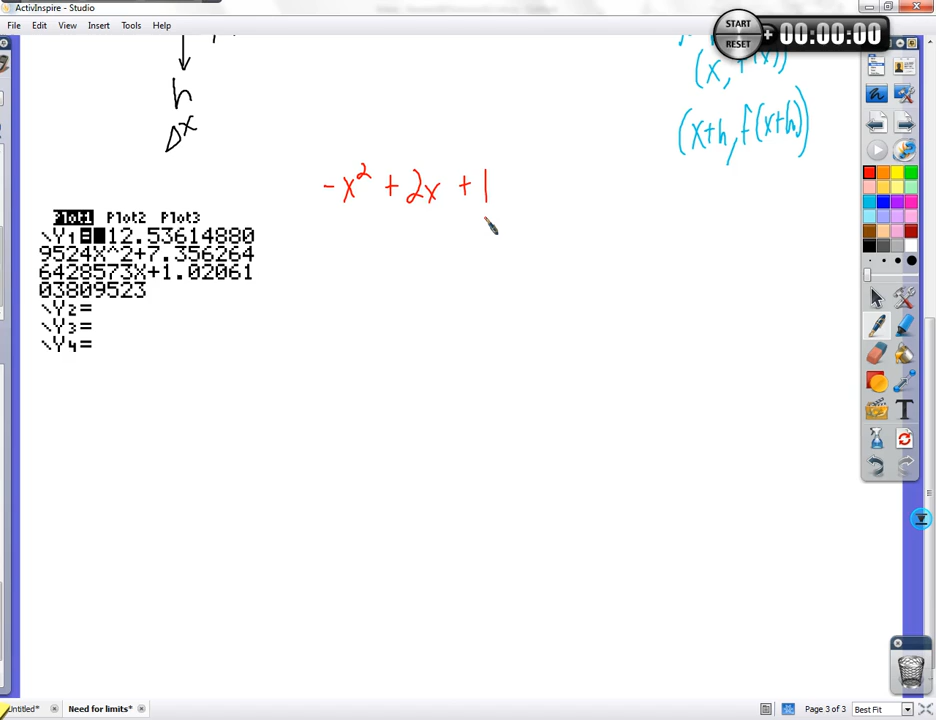 ActivInspire - Studio
File Edit View Insert Tools Help
START
RESET
00:00:00
h
Δx
(x, f(x))
(x+h, f(x+h))
-x² + 2x + 1
Plot1 Plot2 Plot3
\Y1=█12.53614880
9524X^2+7.356264
6428573X+1.02061
03809523
\Y2=
\Y3=
\Y4=
Untitled* Need for limits* Page 3 of 3 Best Fit